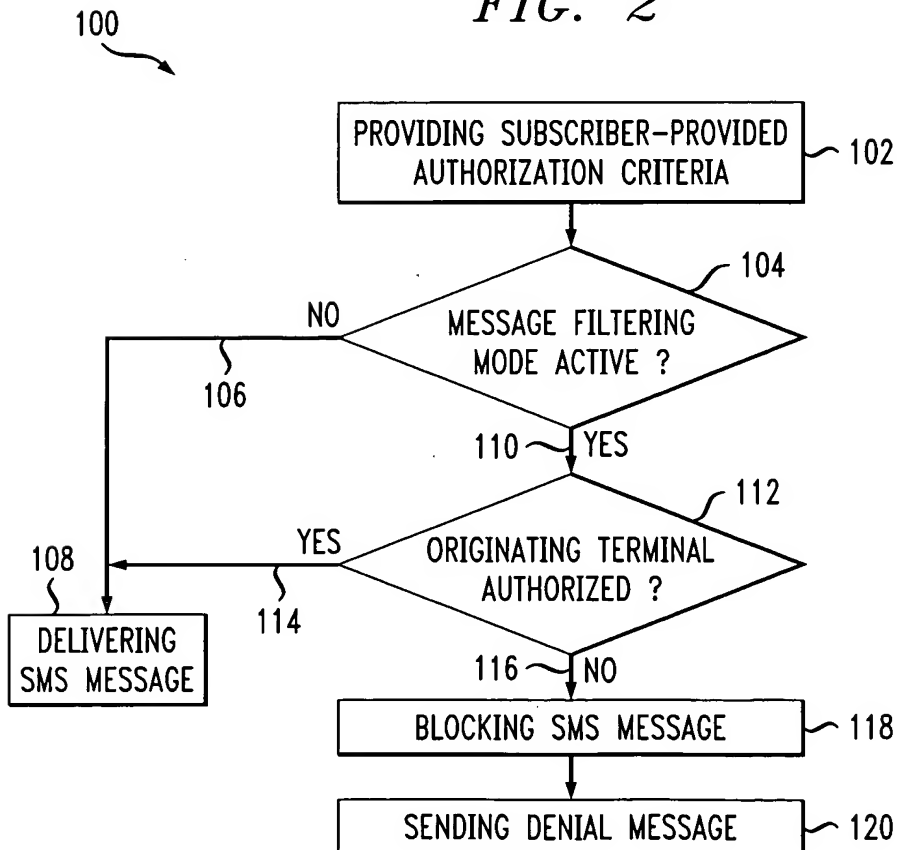 FIG. 2
100
PROVIDING SUBSCRIBER-PROVIDED
AUTHORIZATION CRITERIA
102
104
NO
MESSAGE FILTERING
MODE ACTIVE ?
106
110
YES
112
YES
ORIGINATING TERMINAL
AUTHORIZED ?
108
114
DELIVERING
SMS MESSAGE
116
NO
BLOCKING SMS MESSAGE
118
SENDING DENIAL MESSAGE
120